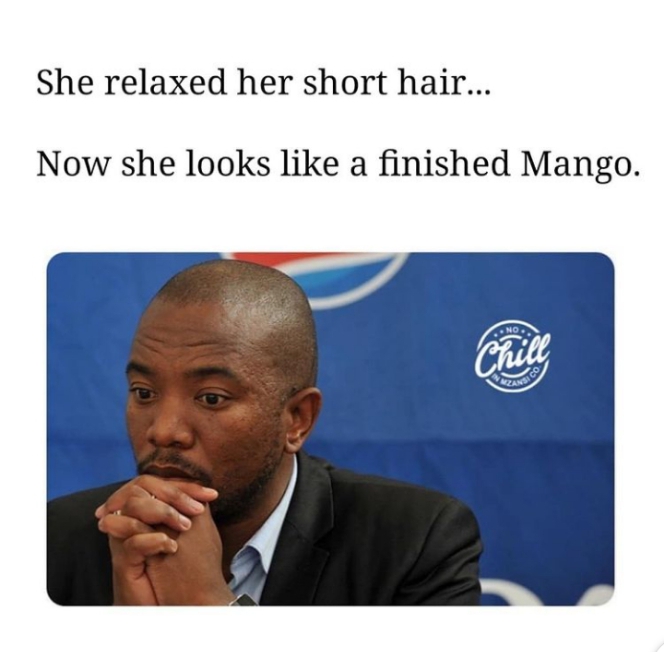 She relaxed her short hair...
Now she looks like a finished Mango.
NO
Chill
IN MZANSI CO.